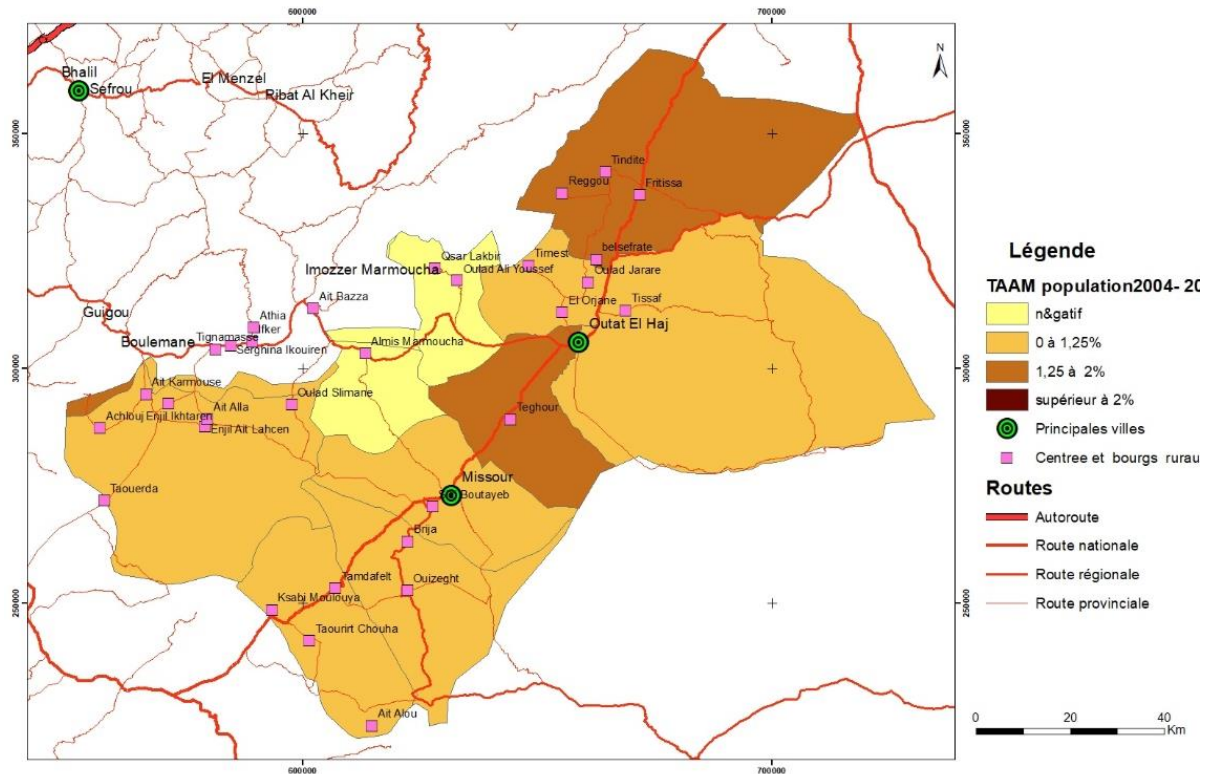 600000
700000
Bhalil
Sefrou
El Menzel
Ribat Al Kheir
N
350000
350000
Tindite
Reggou
Fritissa
Qsar Lakbir
Timest
belsefrate
Imozzer Marmoucha
Oulad Ali Youssef
Oulad Jarare
Guigou
Ait Bazza
El Orjane
Tissaf
Athia
Ifker
Outat El Haj
Boulemane
Tignamasse
Serghina Ikouiren
Almis Marmoucha
300000
300000
Ait Karmouse
Oulad Slimane
Achlouj
Enjil Ikhtaren
Ait Alla
Teghour
Enjil Ait Lahcen
Missour
Taouerda
Boutayeb
Brija
Tamdafelt
Ouizeght
Ksabi Moulouya
250000
250000
Taourirt Chouha
Ait Alou
600000
700000
Légende
TAAM population2004- 20
n&gatif
0 à 1,25%
1,25 à 2%
supérieur à 2%
Principales villes
Centree et bourgs rurau
Routes
Autoroute
Route nationale
Route régionale
Route provinciale
0 20 40
Km